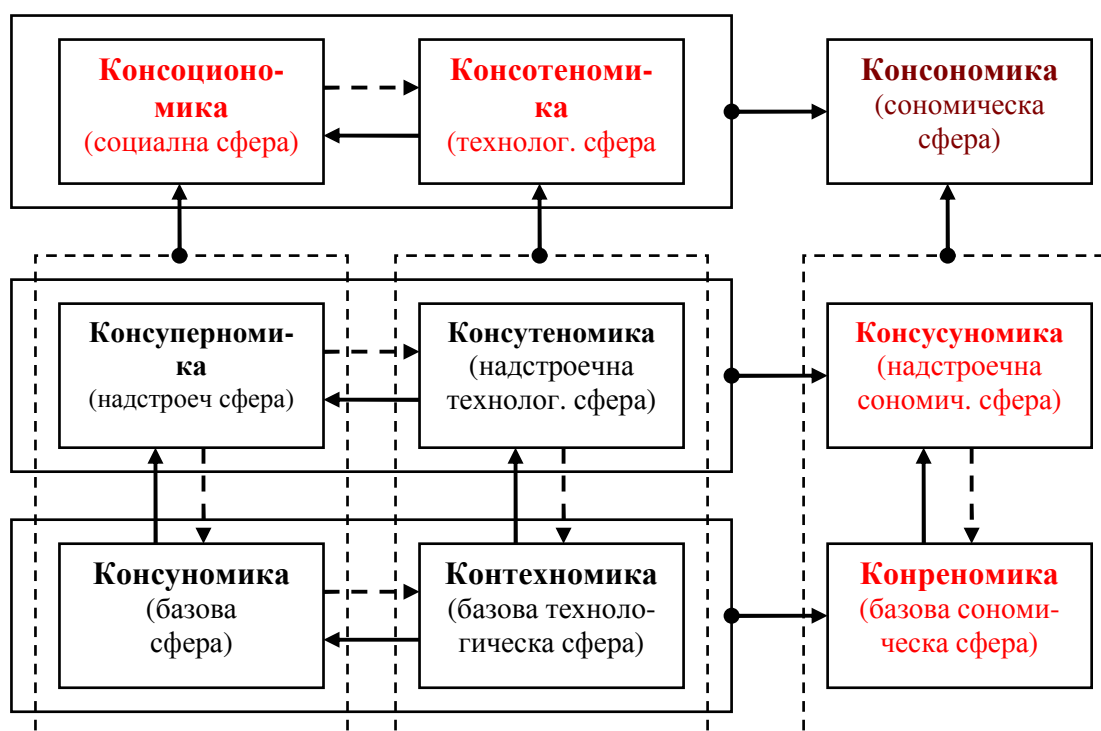 Консоционо-
мика
(социална сфера)
Консотеноми-
ка
(технолог. сфера
Консономика
(сономическа
сфера)
Консуперноми-
ка
(надстроеч сфера)
Консутеномика
(надстроечна
технолог. сфера)
Консусуномика
(надстроечна
сономич. сфера)
Консуномика
(базова
сфера)
Контехномика
(базова техноло-
гическа сфера)
Конреномика
(базова сономи-
ческа сфера)